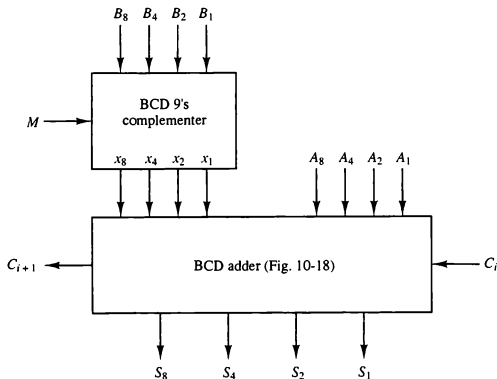 B8 B4 B2 B1
BCD 9's
complementer
M
x8 x4 x2 x1
A8 A4 A2 A1
BCD adder (Fig. 10-18)
Ci+1
Ci
S8 S4 S2 S1